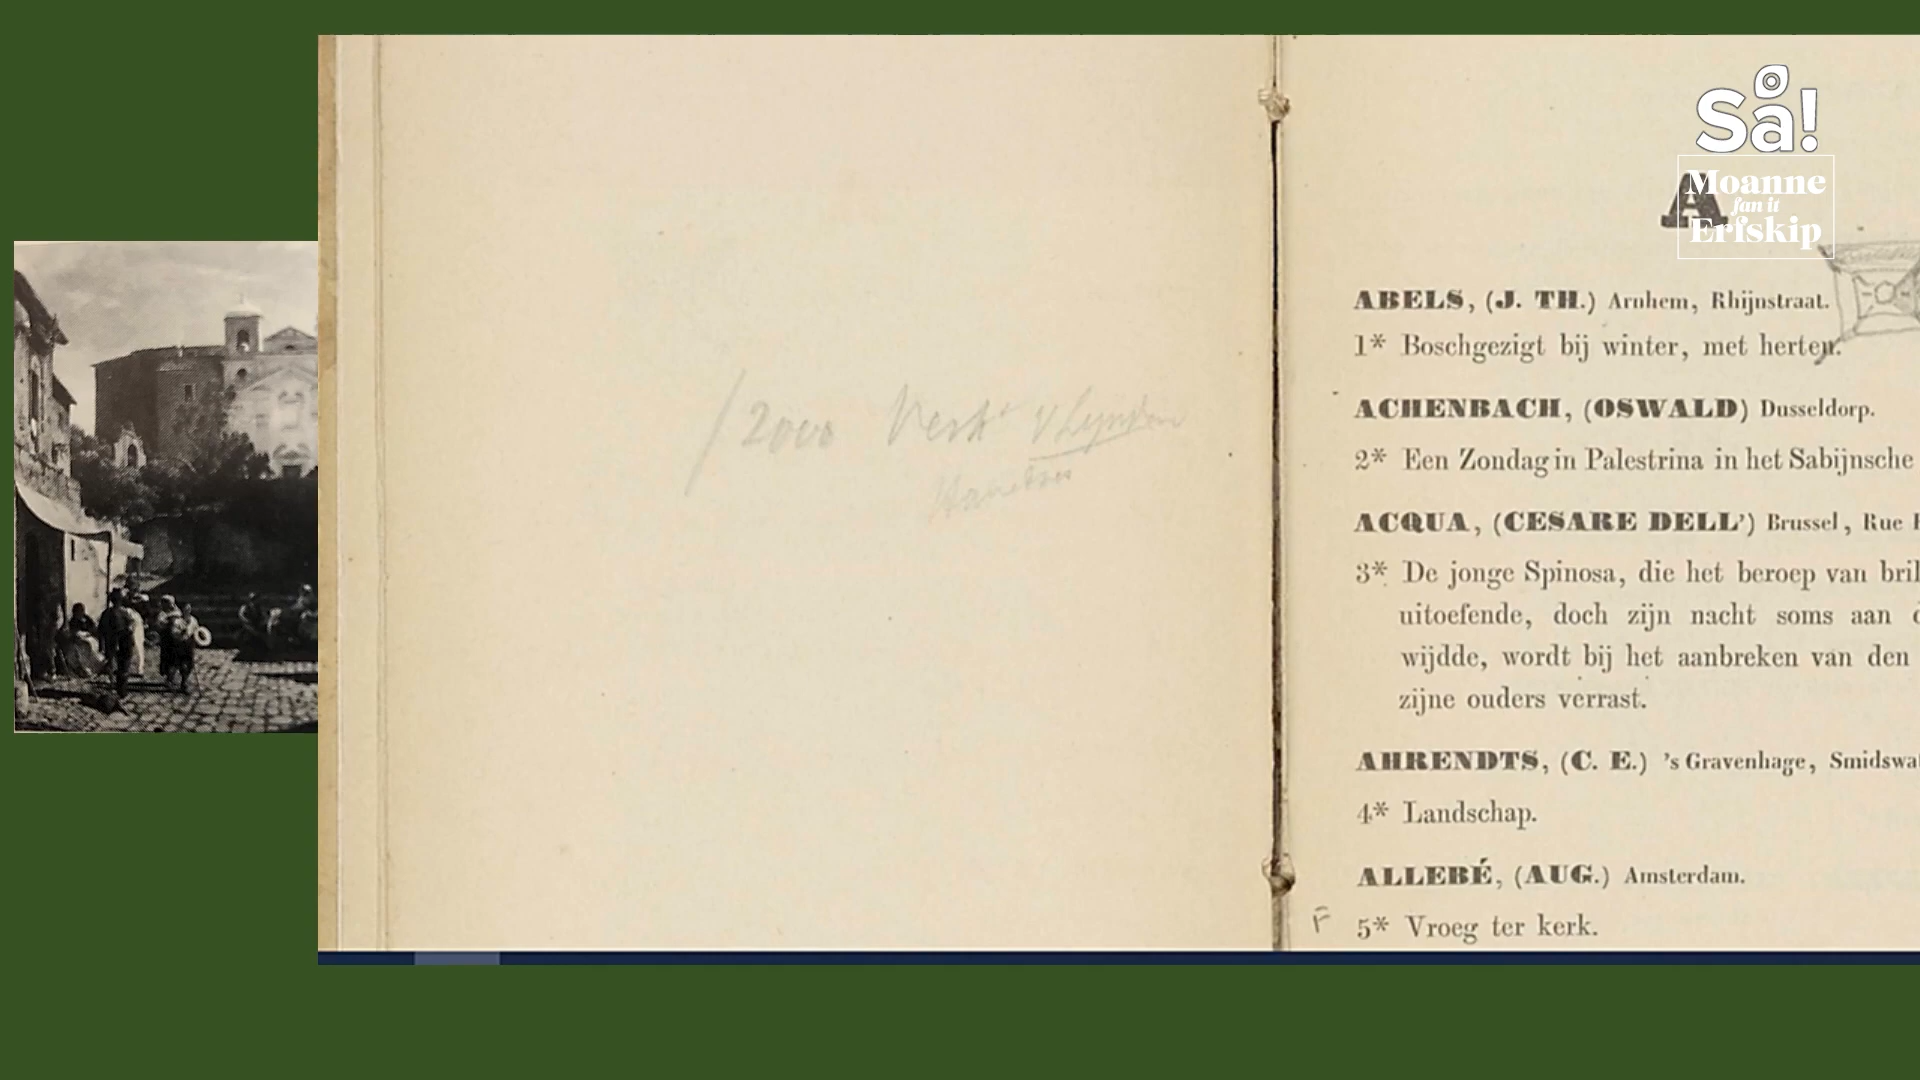 Så!
Moanne
fan it
Erfskip
/ 2000 Verkt v Lynden
A
ABELS, (J. TH.) Arnhem, Rhijnstraat.
1* Boschgezigt bij winter, met herten.
ACHENBACH, (OSWALD) Dusseldorp.
2* Een Zondag in Palestrina in het Sabijnsche
ACQUA, (CESARE DELL') Brussel, Rue
3* De jonge Spinosa, die het beroep van bril
uitoefende, doch zijn nacht soms aan
wijdde, wordt bij het aanbreken van den
zijne ouders verrast.
AHRENDTS, (C. E.) 's Gravenhage, Smidswa
4* Landschap.
ALLEBÉ, (AUG.) Amsterdam.
F 5* Vroeg ter kerk.